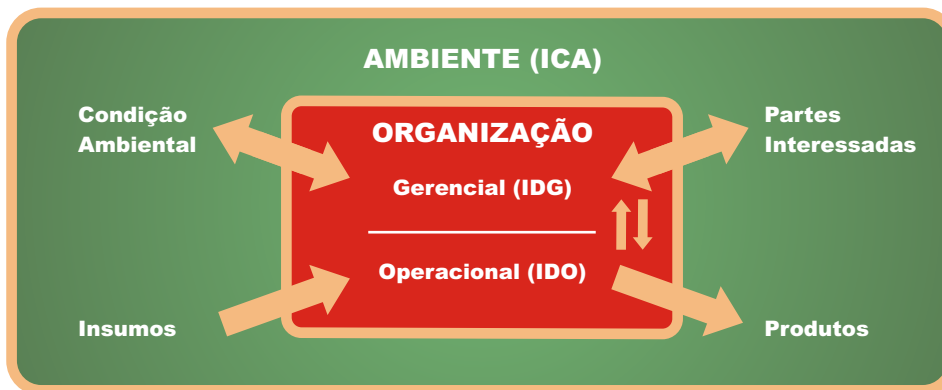 AMBIENTE (ICA)
Condição
Ambiental
ORGANIZAÇÃO
Gerencial (IDG)
Partes
Interessadas
Operacional (IDO)
Insumos
Produtos